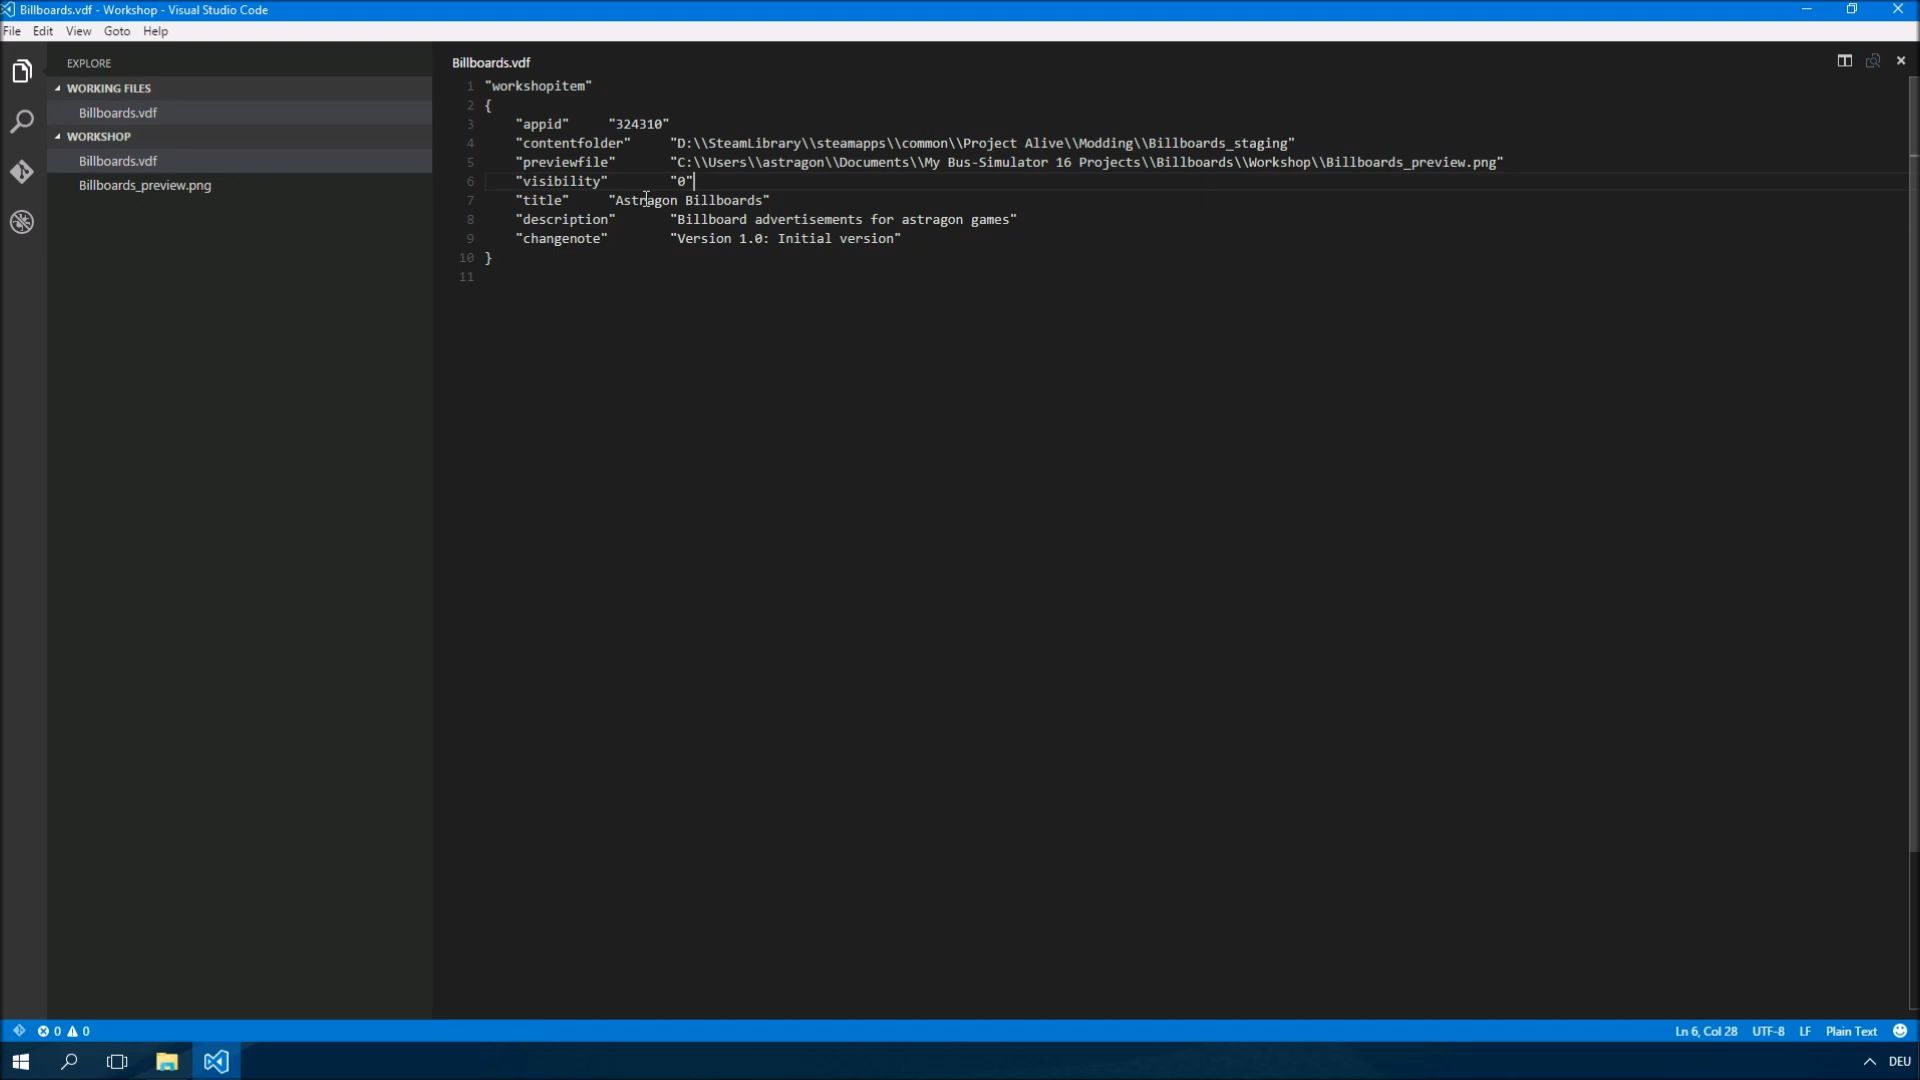 Billboards.vdf - Workshop - Visual Studio Code
File Edit View Goto Help
EXPLORE
WORKING FILES
Billboards.vdf
WORKSHOP
Billboards.vdf
Billboards_preview.png
Billboards.vdf
1 "workshopitem"
2 {
3 "appid" "324310"
4 "contentfolder" "D:\\SteamLibrary\\steamapps\\common\\Project Alive\\Modding\\Billboards_staging"
5 "previewfile" "C:\\Users\\astragon\\Documents\\My Bus-Simulator 16 Projects\\Billboards\\Workshop\\Billboards_preview.png"
6 "visibility" "0"
7 "title" "Astragon Billboards"
8 "description" "Billboard advertisements for astragon games"
9 "changenote" "Version 1.0: Initial version"
10 }
11
0 0
Ln 6, Col 28 UTF-8 LF Plain Text
DEU